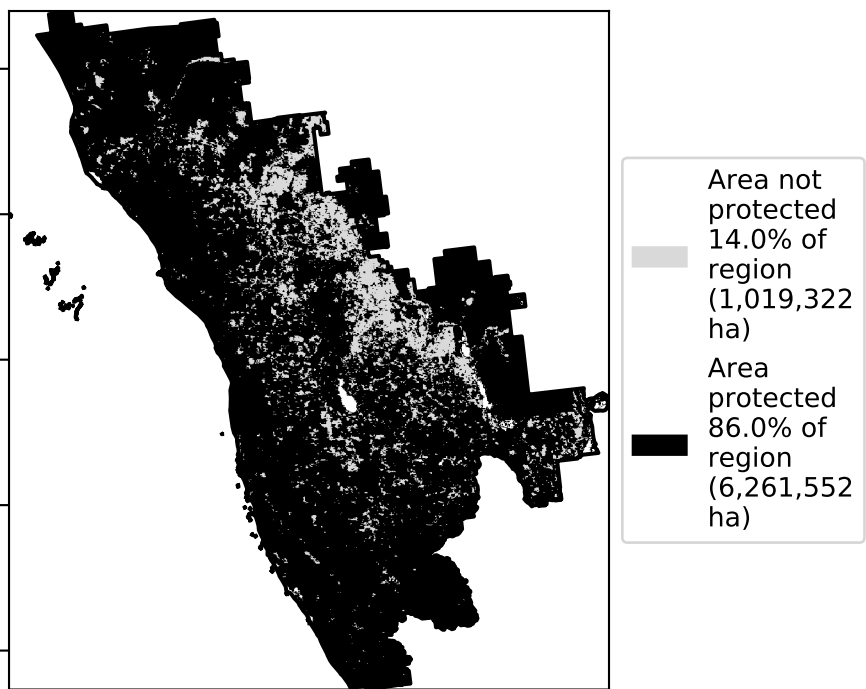 Area not
protected
14.0% of
region
(1,019,322
ha)
Area
protected
86.0% of
region
(6,261,552
ha)